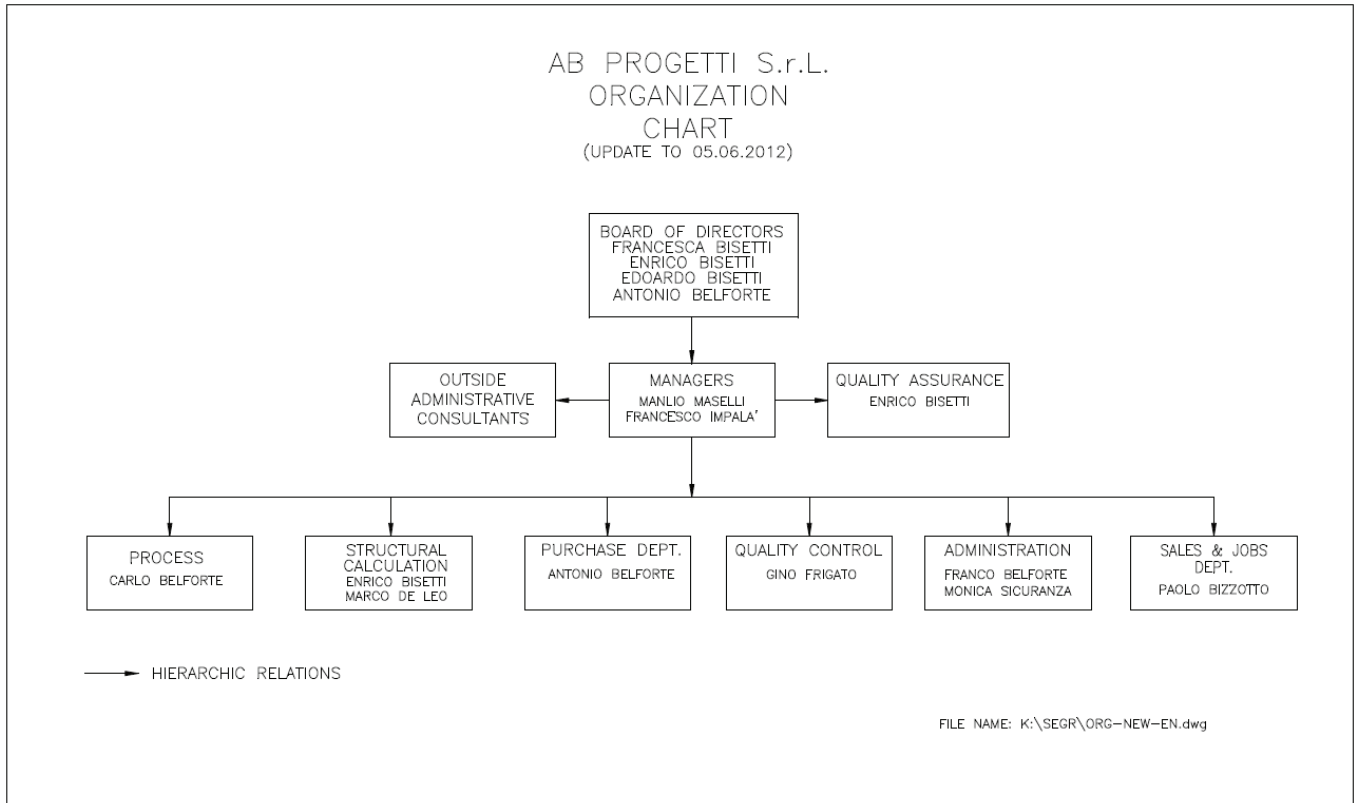 AB PROGETTI S.r.L.
ORGANIZATION
CHART
(UPDATE TO 05.06.2012)
BOARD OF DIRECTORS
FRANCESCA BISETTI
ENRICO BISETTI
EDOARDO BISETTI
ANTONIO BELFORTE
OUTSIDE
ADMINISTRATIVE
CONSULTANTS
MANAGERS
MANLIO MASELLI
FRANCESCO IMPALA'
QUALITY ASSURANCE
ENRICO BISETTI
PROCESS
CARLO BELFORTE
STRUCTURAL
CALCULATION
ENRICO BISETTI
MARCO DE LEO
PURCHASE DEPT.
ANTONIO BELFORTE
QUALITY CONTROL
GINO FRIGATO
ADMINISTRATION
FRANCO BELFORTE
MONICA SICURANZA
SALES & JOBS
DEPT.
PAOLO BIZZOTTO
HIERARCHIC RELATIONS
FILE NAME: K:\SEGR\ORG-NEW-EN.dwg